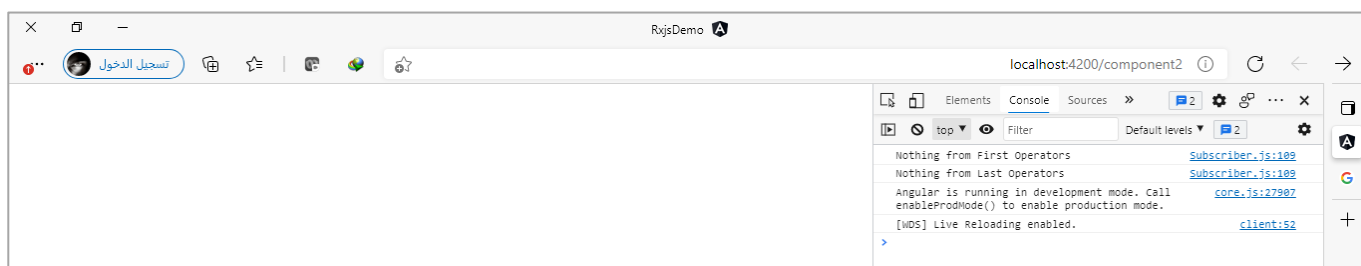 RxjsDemo
تسجيل الدخول
localhost:4200/component2
Elements Console Sources 2
top Filter Default levels 2
Nothing from First Operators Subscriber.js:109
Nothing from Last Operators Subscriber.js:109
Angular is running in development mode. Call core.js:27907
enableProdMode() to enable production mode.
[WDS] Live Reloading enabled. client:52